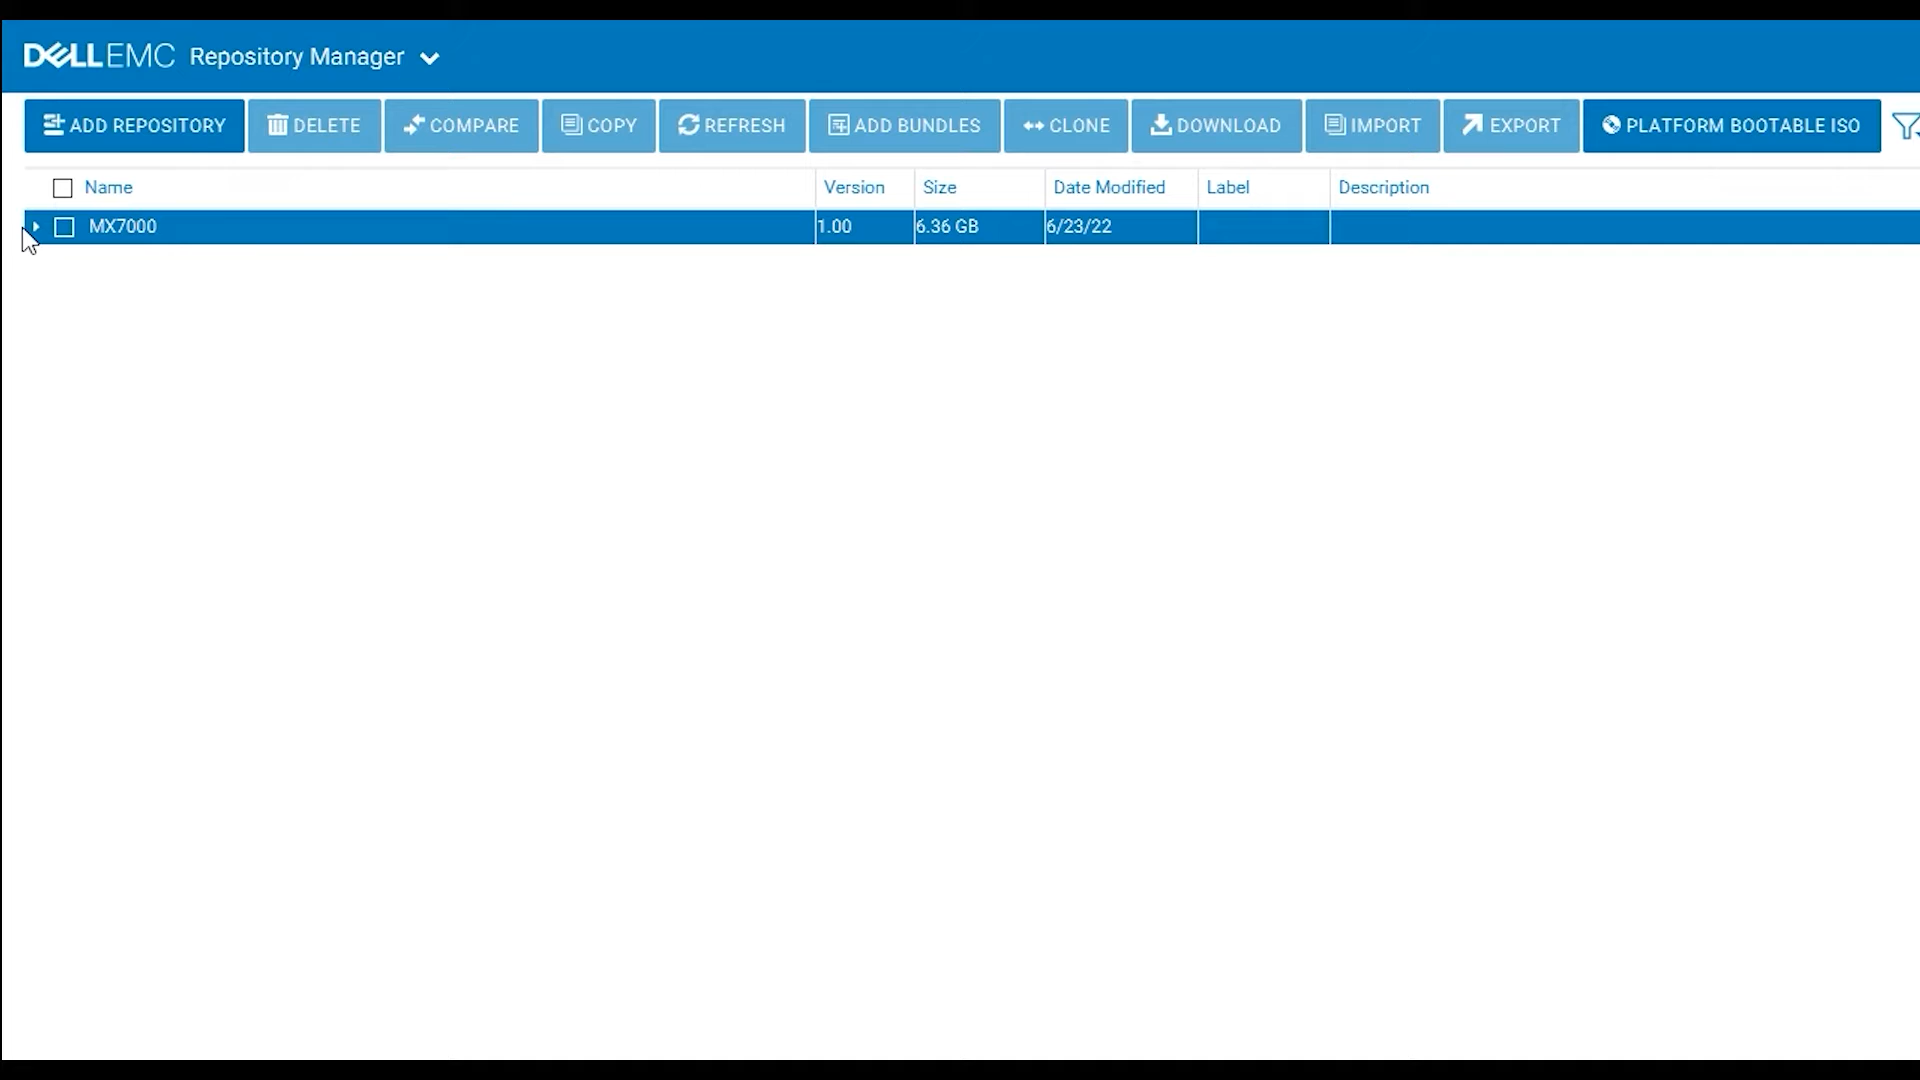 DELLEMC Repository Manager
ADD REPOSITORY DELETE COMPARE COPY REFRESH ADD BUNDLES CLONE DOWNLOAD IMPORT EXPORT PLATFORM BOOTABLE ISO
Name Version Size Date Modified Label Description
MX7000 1.00 6.36 GB 6/23/22